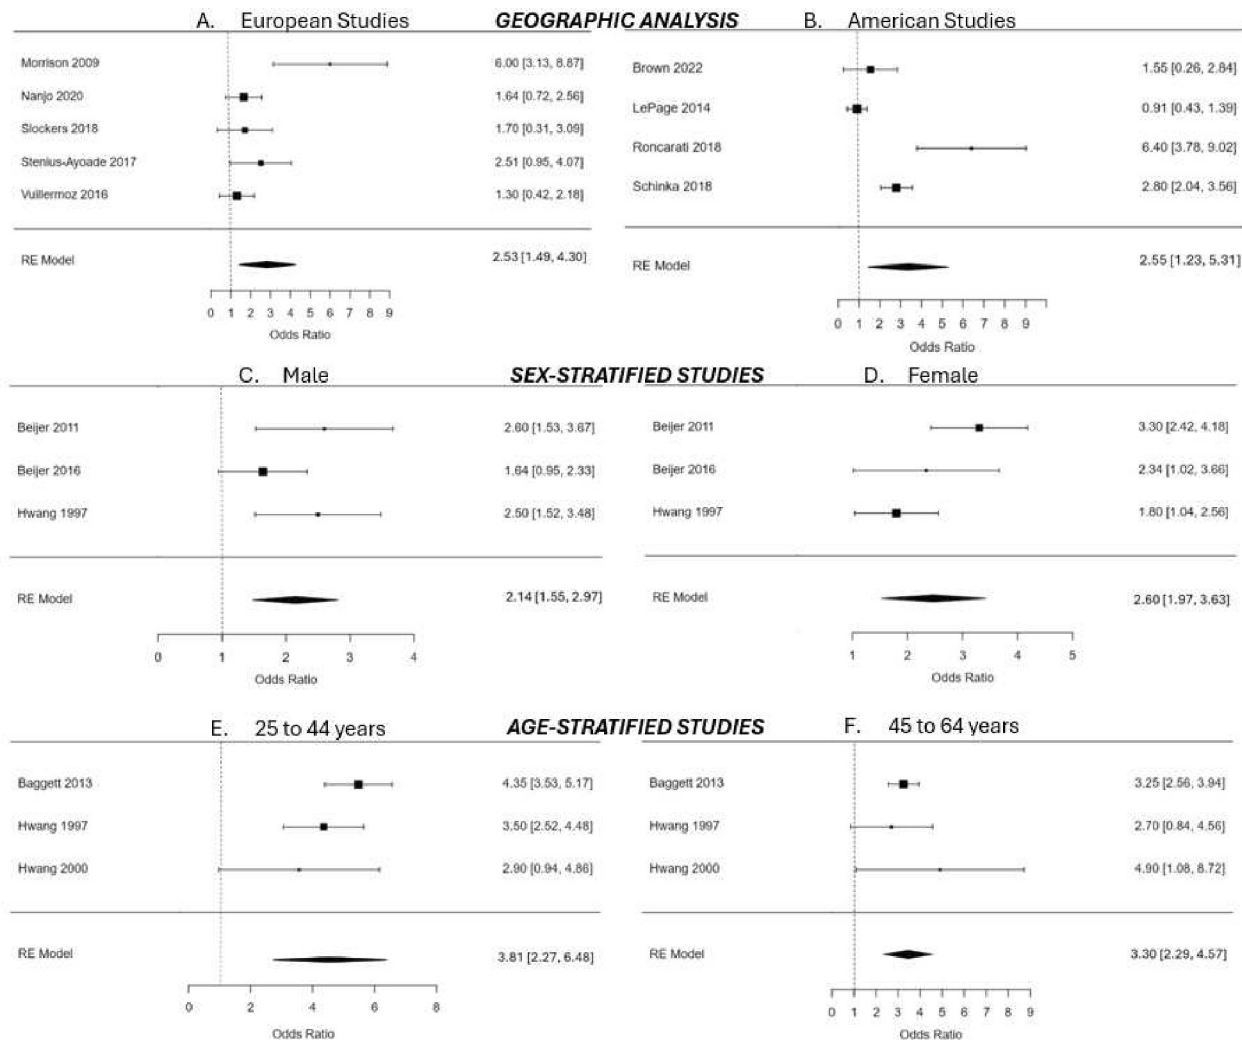 A. European Studies
GEOGRAPHIC ANALYSIS
B. American Studies
Morrison 2009 6.00 [3.13, 8.87]
Nanjo 2020 1.64 [0.72, 2.56]
Slockers 2018 1.70 [0.31, 3.09]
Stenius-Ayoade 2017 2.51 [0.95, 4.07]
Vuillermoz 2016 1.30 [0.42, 2.18]
RE Model 2.53 [1.49, 4.30]
0 1 2 3 4 5 6 7 8 9
Odds Ratio
Brown 2022 1.55 [0.26, 2.84]
LePage 2014 0.91 [0.43, 1.39]
Roncarati 2018 6.40 [3.78, 9.02]
Schinka 2018 2.80 [2.04, 3.56]
RE Model 2.55 [1.23, 5.31]
0 1 2 3 4 5 6 7 8 9
Odds Ratio
C. Male
SEX-STRATIFIED STUDIES
D. Female
Beijer 2011 2.60 [1.53, 3.67]
Beijer 2016 1.64 [0.95, 2.33]
Hwang 1997 2.50 [1.52, 3.48]
RE Model 2.14 [1.55, 2.97]
0 1 2 3 4
Odds Ratio
Beijer 2011 3.30 [2.42, 4.18]
Beijer 2016 2.34 [1.02, 3.66]
Hwang 1997 1.80 [1.04, 2.56]
RE Model 2.60 [1.97, 3.63]
1 2 3 4 5
Odds Ratio
E. 25 to 44 years
AGE-STRATIFIED STUDIES
F. 45 to 64 years
Baggett 2013 4.35 [3.53, 5.17]
Hwang 1997 3.50 [2.52, 4.48]
Hwang 2000 2.90 [0.94, 4.86]
RE Model 3.81 [2.27, 6.48]
0 2 4 6 8
Odds Ratio
Baggett 2013 3.25 [2.56, 3.94]
Hwang 1997 2.70 [0.84, 4.56]
Hwang 2000 4.90 [1.08, 8.72]
RE Model 3.30 [2.29, 4.57]
0 1 2 3 4 5 6 7 8 9
Odds Ratio